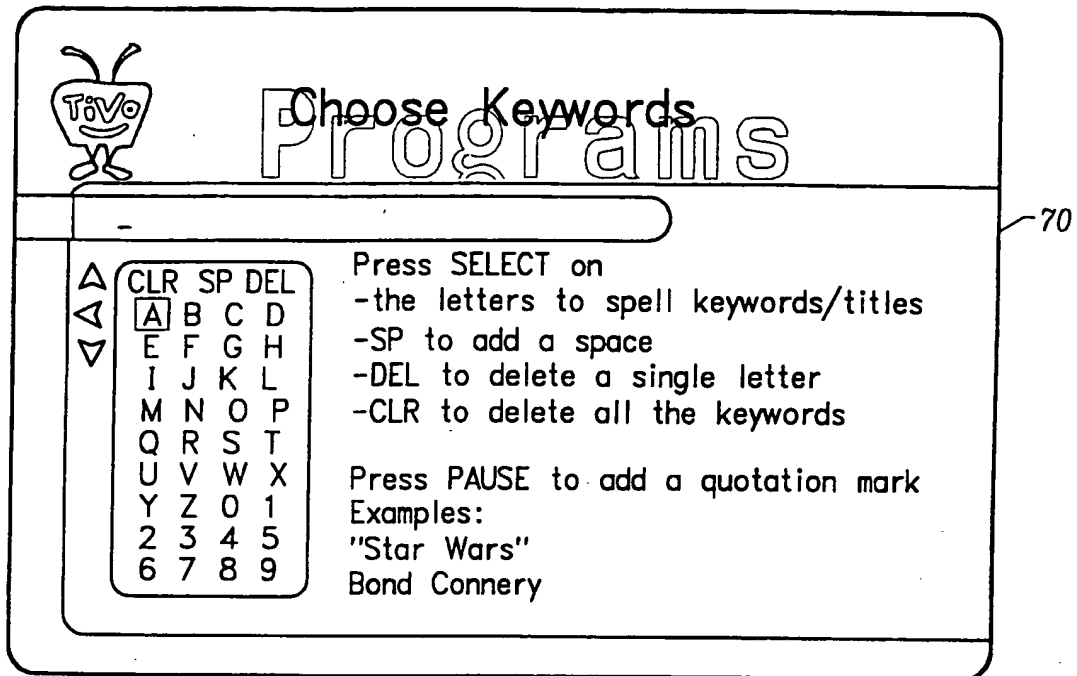 TiVo
Choose Keywords
Programs
70
CLR SP DEL
A B C D
E F G H
I J K L
M N O P
Q R S T
U V W X
Y Z 0 1
2 3 4 5
6 7 8 9
Press SELECT on
-the letters to spell keywords/titles
-SP to add a space
-DEL to delete a single letter
-CLR to delete all the keywords
Press PAUSE to add a quotation mark
Examples:
"Star Wars"
Bond Connery